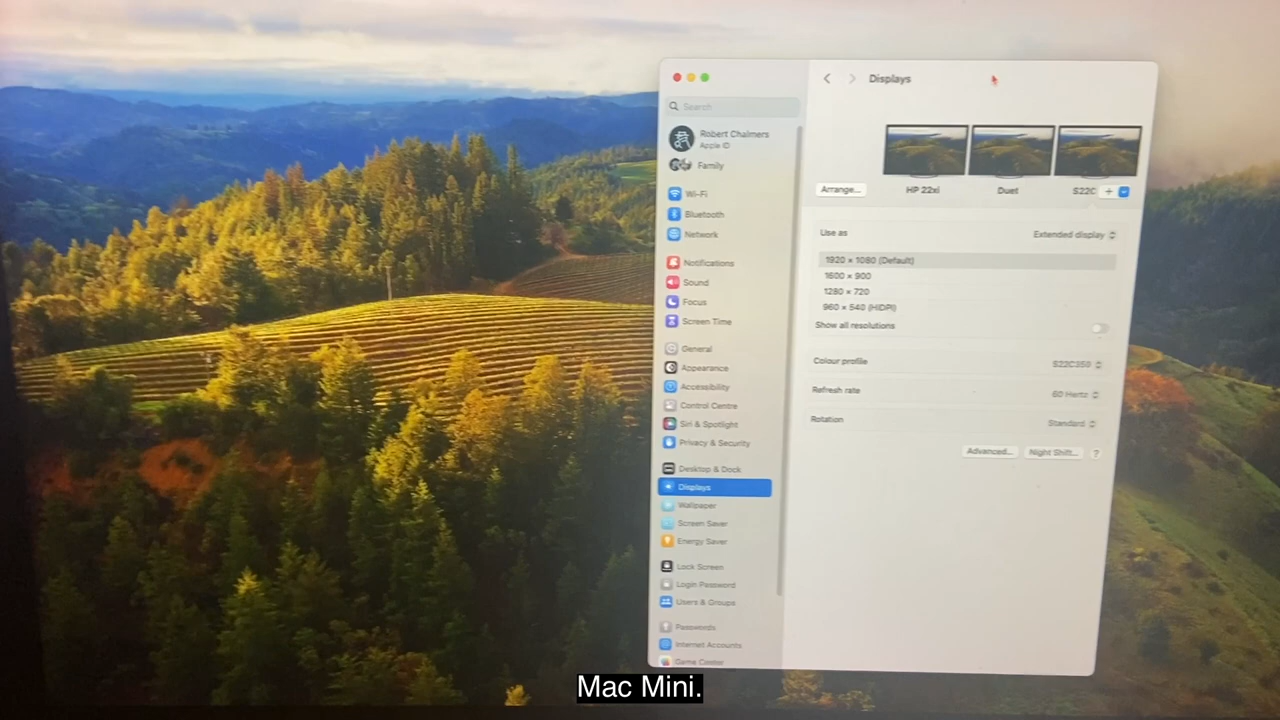 Displays
Search
Robert Chalmers
Apple ID
Family
Wi-Fi
Bluetooth
Network
Notifications
Sound
Focus
Screen Time
General
Appearance
Accessibility
Control Centre
Siri & Spotlight
Privacy & Security
Desktop & Dock
Displays
Wallpaper
Screen Saver
Energy Saver
Lock Screen
Login Password
Users & Groups
Passwords
Internet Accounts
Game Center
Arrange...
HP 22xi
Duet
S22C
Use as
Extended display
1920 × 1080 (Default)
1600 × 900
1280 × 720
960 × 540 (HiDPI)
Show all resolutions
Colour profile
S22C350
Refresh rate
60 Hertz
Rotation
Standard
Advanced...
Night Shift...
?
Mac Mini.